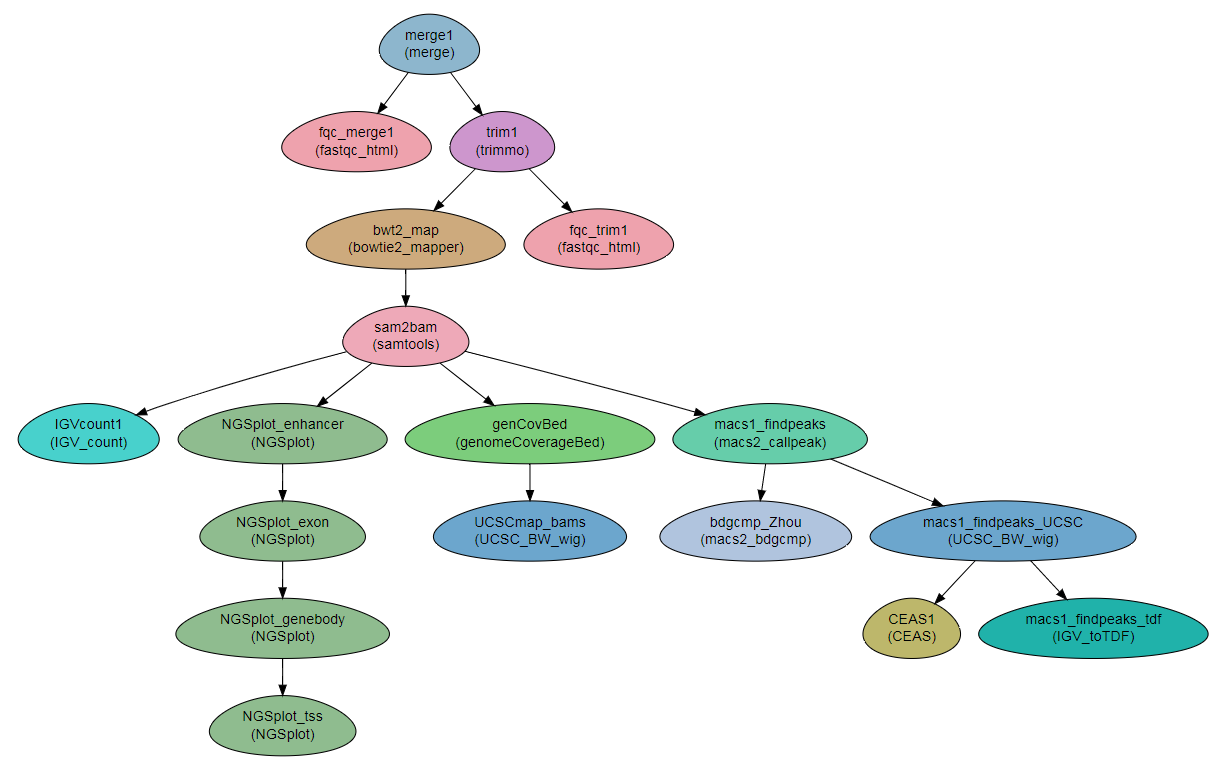 merge1
(merge)
fqc_merge1
(fastqc_html)
trim1
(trimmo)
bwt2_map
(bowtie2_mapper)
fqc_trim1
(fastqc_html)
sam2bam
(samtools)
IGVcount1
(IGV_count)
NGSplot_enhancer
(NGSplot)
genCovBed
(genomeCoverageBed)
macs1_findpeaks
(macs2_callpeak)
NGSplot_exon
(NGSplot)
UCSCmap_bams
(UCSC_BW_wig)
bdgcmp_Zhou
(macs2_bdgcmp)
macs1_findpeaks_UCSC
(UCSC_BW_wig)
NGSplot_genebody
(NGSplot)
CEAS1
(CEAS)
macs1_findpeaks_tdf
(IGV_toTDF)
NGSplot_tss
(NGSplot)